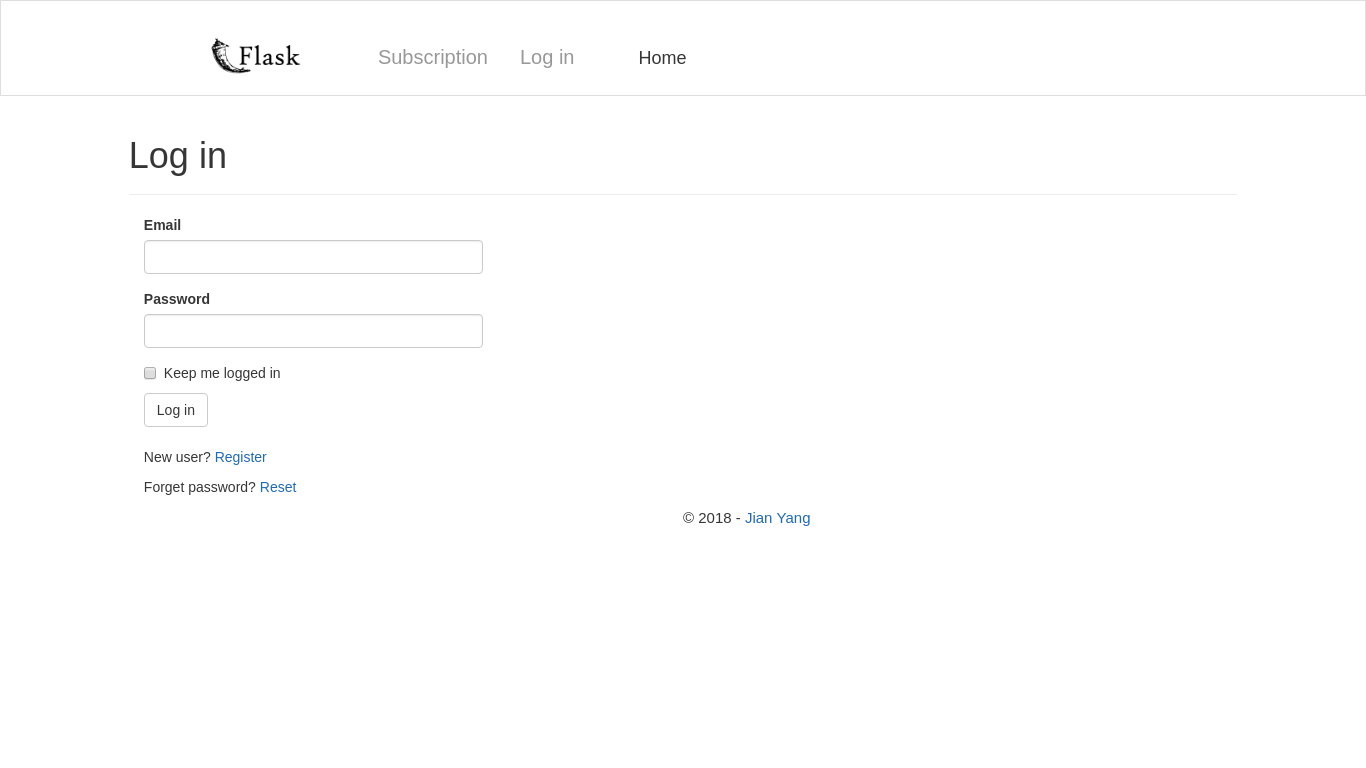 Flask
Subscription Log in Home
Log in
Email
Password
Keep me logged in
Log in
New user? Register
Forget password? Reset
© 2018 - Jian Yang